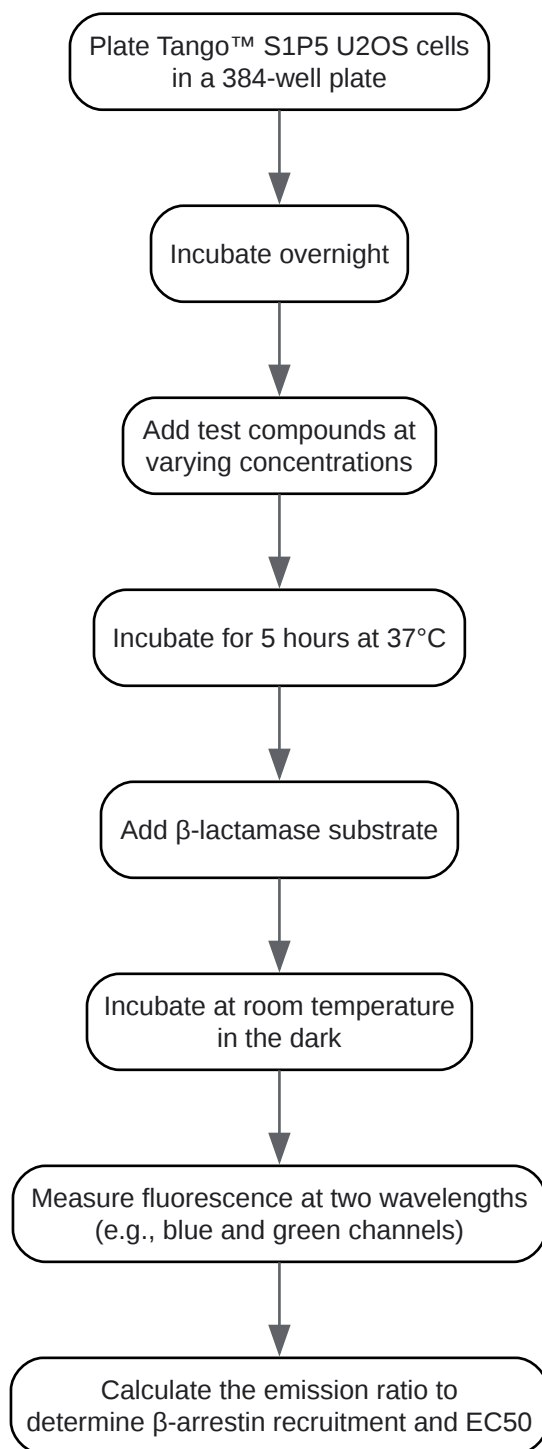 Plate Tango™ S1P5 U2OS cells
in a 384-well plate
Incubate overnight
Add test compounds at
varying concentrations
Incubate for 5 hours at 37°C
Add β-lactamase substrate
Incubate at room temperature
in the dark
Measure fluorescence at two wavelengths
(e.g., blue and green channels)
Calculate the emission ratio to
determine β-arrestin recruitment and EC50